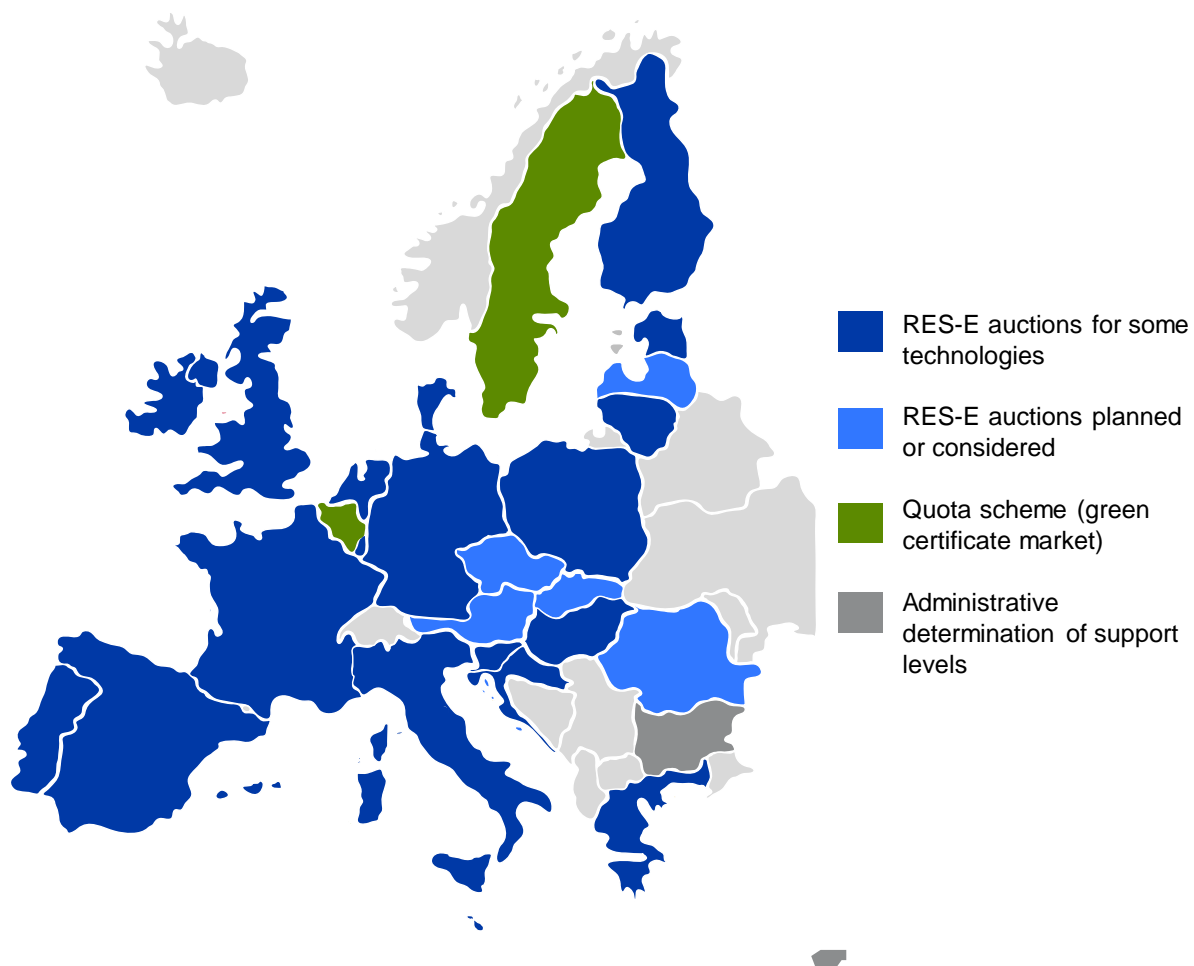 RES-E auctions for some
technologies
RES-E auctions planned
or considered
Quota scheme (green
certificate market)
Administrative
determination of support
levels